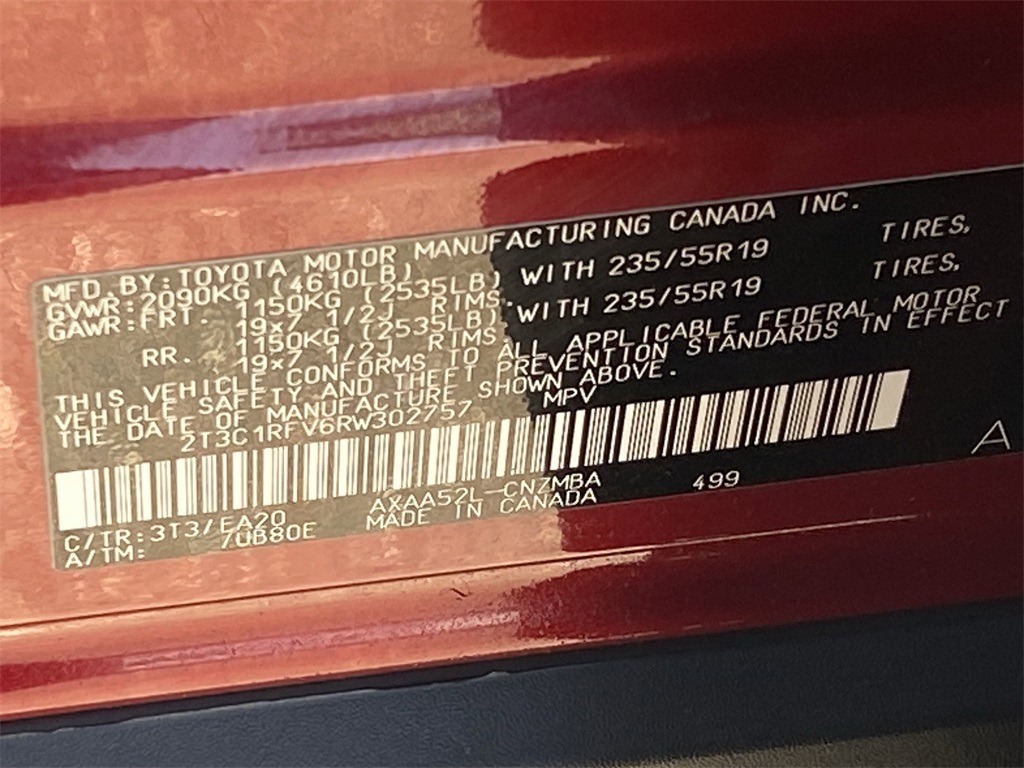 MFD. BY: TOYOTA MOTOR MANUFACTURING CANADA INC.
GVWR: 2090KG (4610LB)
GAWR: FRT. 1150KG (2535LB) WITH 235/55R19 TIRES,
19x7 1/2J RIMS.
RR. 1150KG (2535LB) WITH 235/55R19 TIRES,
19x7 1/2J RIMS.
THIS VEHICLE CONFORMS TO ALL APPLICABLE FEDERAL MOTOR
VEHICLE SAFETY AND THEFT PREVENTION STANDARDS IN EFFECT
THE DATE OF MANUFACTURE SHOWN ABOVE.
2T3C1RFV6RW302757 MPV
A
C/TR: 3T3/EA20 AXAA52L-CNZMBA 499
A/TM: /UB80E MADE IN CANADA